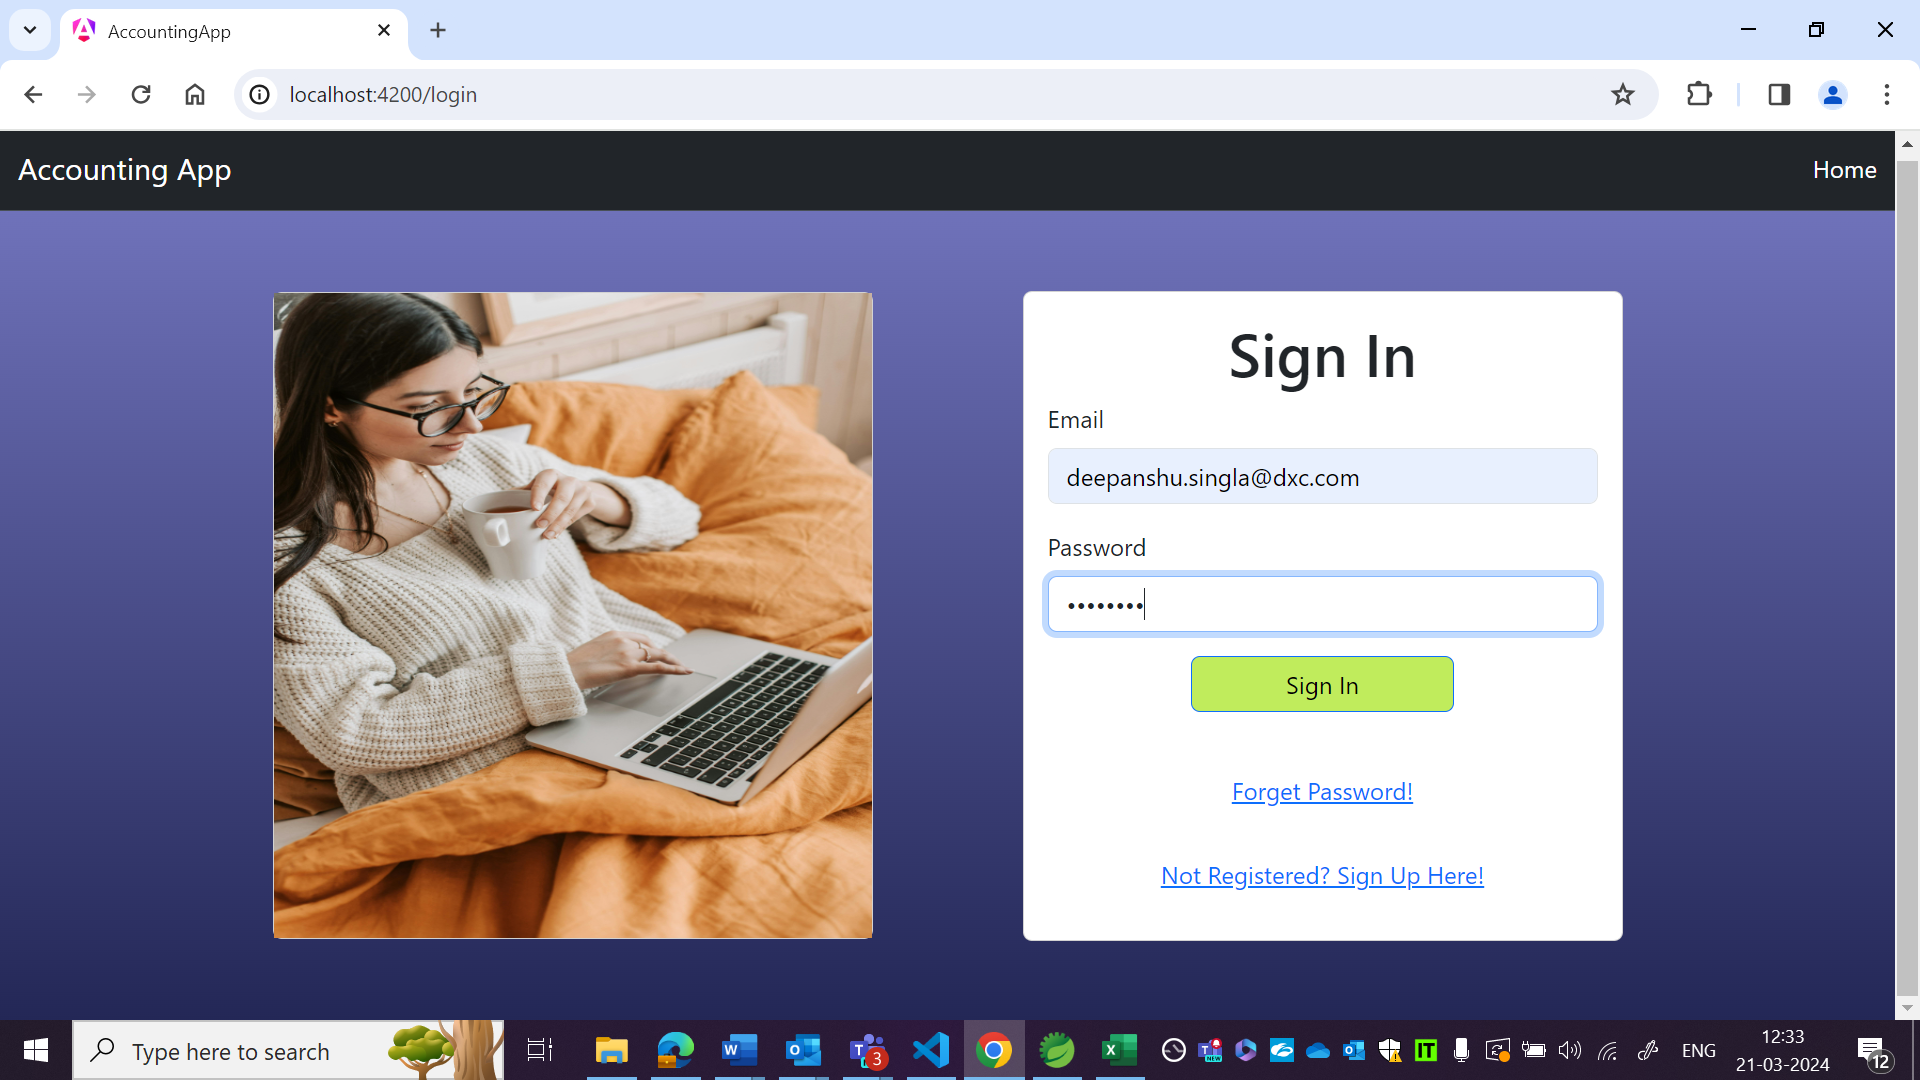 AccountingApp
localhost:4200/login
Accounting App
Home
Sign In
Email
deepanshu.singla@dxc.com
Password
••••••••
Sign In
Forget Password!
Not Registered? Sign Up Here!
Type here to search
3
ENG
12:33
21-03-2024
12